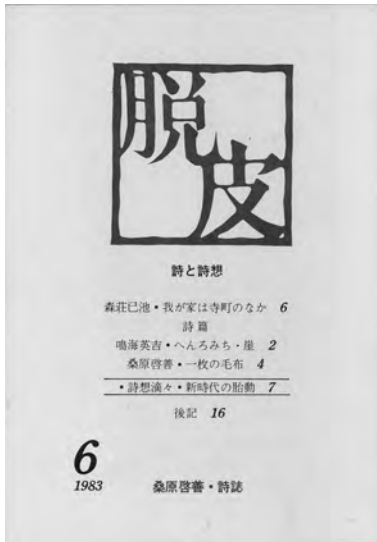 脱皮
詩と詩想
森荘已池・我が家は寺町のなか 6
詩篇
鳴海英吉・へんろみち・崖 2
桑原啓善・一枚の毛布 4
・詩想滴々・新時代の胎動 7
後記 16
6
1983
桑原啓善・詩誌